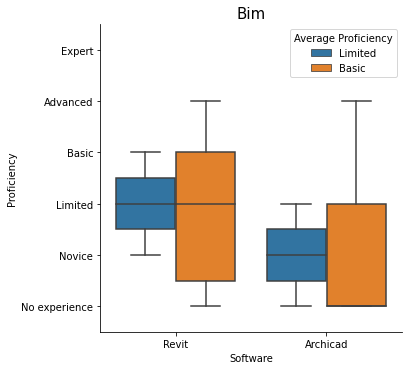 Bim
Average Proficiency
Limited
Basic
Expert
Advanced
Basic
Limited
Novice
No experience
Proficiency
Revit
Archicad
Software